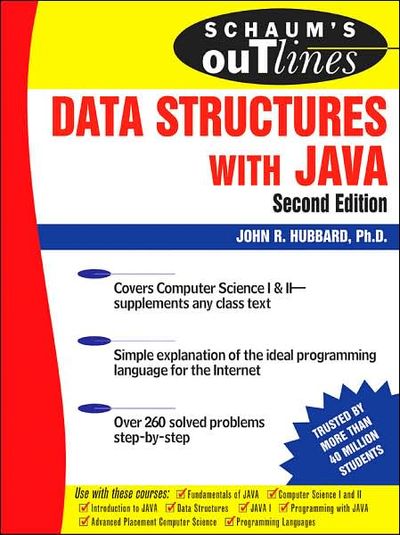 SCHAUM'S
ouTlines
DATA STRUCTURES
WITH JAVA
Second Edition
JOHN R. HUBBARD, Ph.D.
Covers Computer Science I & II—
supplements any class text
Simple explanation of the ideal programming
language for the Internet
Over 260 solved problems
step-by-step
TRUSTED BY
MORE THAN
40 MILLION
STUDENTS
Use with these courses: Fundamentals of JAVA Computer Science I and II
Introduction to JAVA Data Structures JAVA I Programming with JAVA
Advanced Placement Computer Science Programming Languages